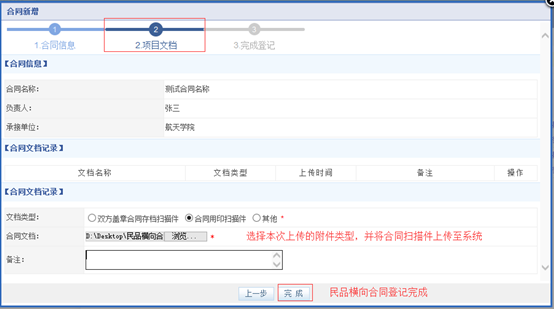 合同新增
1 2 3
1.合同信息 2.项目文档 3.完成登记
【合同信息】
合同名称: 测试合同名称
负责人: 张三
承接单位: 航天学院
【合同文档记录】
文档名称 文档类型 上传时间 备注 操作
【合同文档记录】
文档类型: 双方盖章合同存档扫描件 合同用印扫描件 其他 *
合同文档: D:\Desktop\民品横向合 浏览... * 选择本次上传的附件类型，并将合同扫描件上传至系统
备注:
上一步 完 成 民品横向合同登记完成